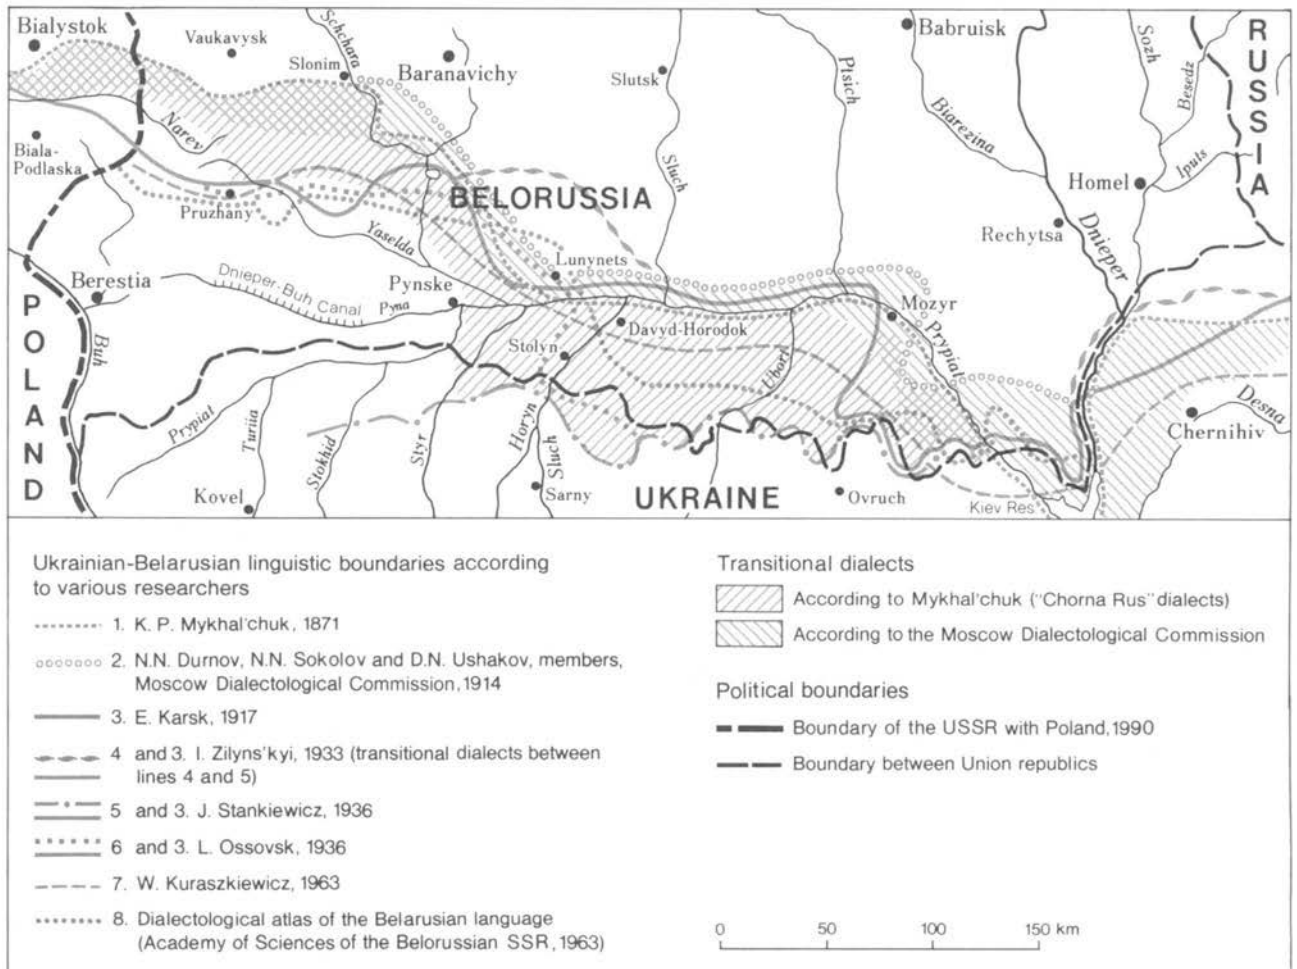 Bialystok
Vaukavysk
Schchara
Slonim
Baranavichy
Slutsk
Ptsich
Babruisk
Sozh
Besedz
RUSSIA
Narev
Biala-
Podlaska
Pruzhany
BELORUSSIA
Sluch
Biarezina
Homel
Ipuls
Rechytsa
Dnieper
Yaselda
Lunynets
Berestia
Dnieper-Buh Canal
Pyna
Pynske
Mozyr
Davyd-Horodok
Stolyn
Prypial
Ubort
POLAND
Buh
Desna
Chernihiv
Prypial
Turiia
Stokhid
Styr
Horyn
Sluch
Kovel
Sarny
UKRAINE
Ovruch
Kiev Res.
Ukrainian-Belarusian linguistic boundaries according
to various researchers
1. K. P. Mykhal'chuk, 1871
2. N.N. Durnov, N.N. Sokolov and D.N. Ushakov, members,
Moscow Dialectological Commission, 1914
3. E. Karsk, 1917
4 and 3. I. Zilyns'kyi, 1933 (transitional dialects between
lines 4 and 5)
5 and 3. J. Stankiewicz, 1936
6 and 3. L. Ossovsk, 1936
7. W. Kuraszkiewicz, 1963
8. Dialectological atlas of the Belarusian language
(Academy of Sciences of the Belorussian SSR, 1963)
Transitional dialects
According to Mykhal'chuk ("Chorna Rus" dialects)
According to the Moscow Dialectological Commission
Political boundaries
Boundary of the USSR with Poland, 1990
Boundary between Union republics
0 50 100 150 km